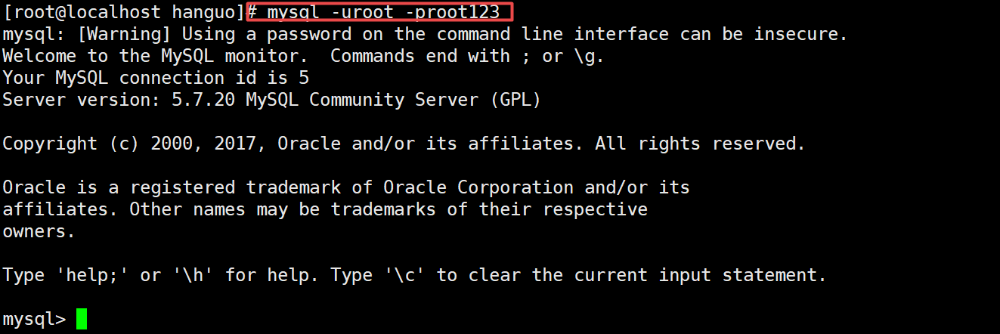 [root@localhost hanguo]# mysql -uroot -proot123
mysql: [Warning] Using a password on the command line interface can be insecure.
Welcome to the MySQL monitor.  Commands end with ; or \g.
Your MySQL connection id is 5
Server version: 5.7.20 MySQL Community Server (GPL)

Copyright (c) 2000, 2017, Oracle and/or its affiliates. All rights reserved.

Oracle is a registered trademark of Oracle Corporation and/or its
affiliates. Other names may be trademarks of their respective
owners.

Type 'help;' or '\h' for help. Type '\c' to clear the current input statement.

mysql>